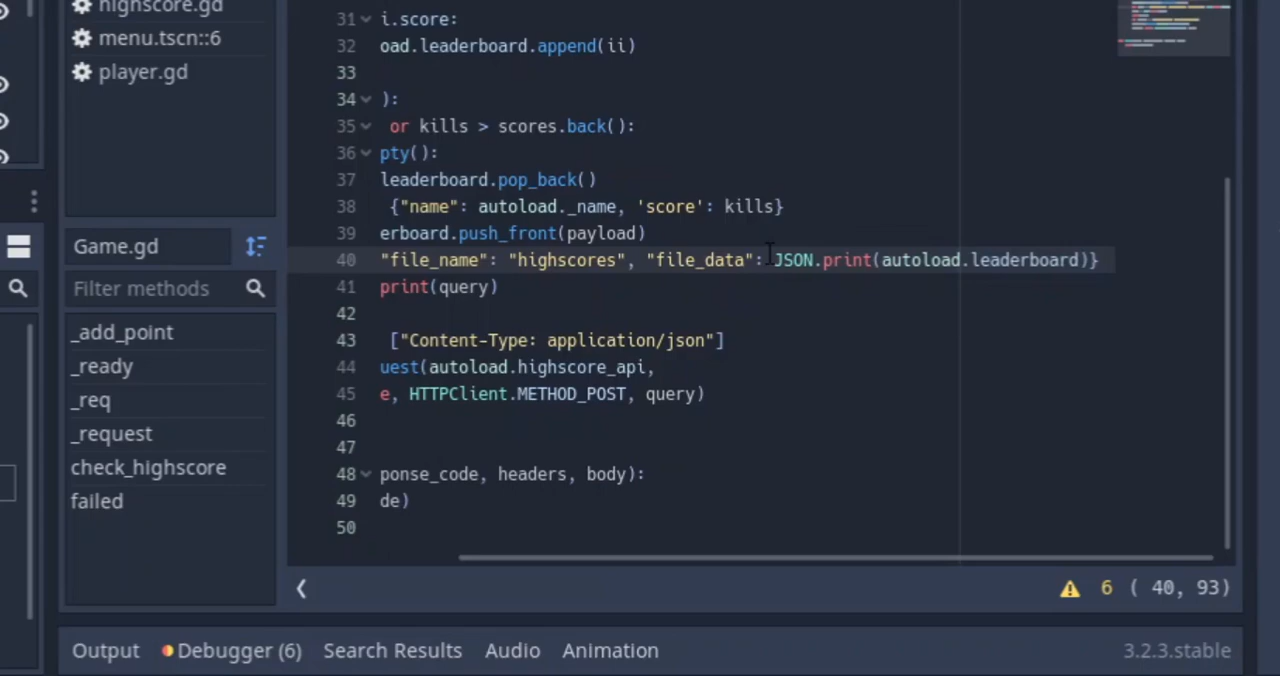 highscore.gd
menu.tscn::6
player.gd
Game.gd
Filter methods
_add_point
_ready
_req
_request
check_highscore
failed
31 i.score:
32 oad.leaderboard.append(ii)
33
34 ):
35 or kills > scores.back():
36 pty():
37 leaderboard.pop_back()
38 {"name": autoload._name, 'score': kills}
39 erboard.push_front(payload)
40 "file_name": "highscores", "file_data": JSON.print(autoload.leaderboard)}
41 print(query)
42
43 ["Content-Type: application/json"]
44 uest(autoload.highscore_api,
45 e, HTTPClient.METHOD_POST, query)
46
47
48 ponse_code, headers, body):
49 de)
50
6 ( 40, 93)
Output Debugger (6) Search Results Audio Animation 3.2.3.stable